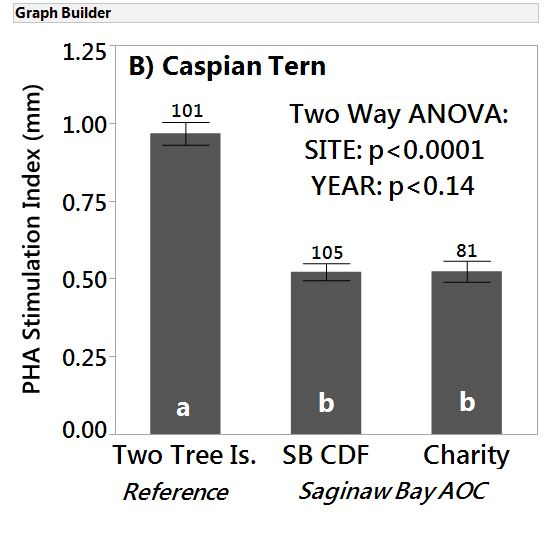 Graph Builder
B) Caspian Tern
Two Way ANOVA:
SITE: p<0.0001
YEAR: p<0.14
PHA Stimulation Index (mm)
1.25
1.00
0.75
0.50
0.25
0.00
101
105
81
a
b
b
Two Tree Is.
SB CDF
Charity
Reference
Saginaw Bay AOC